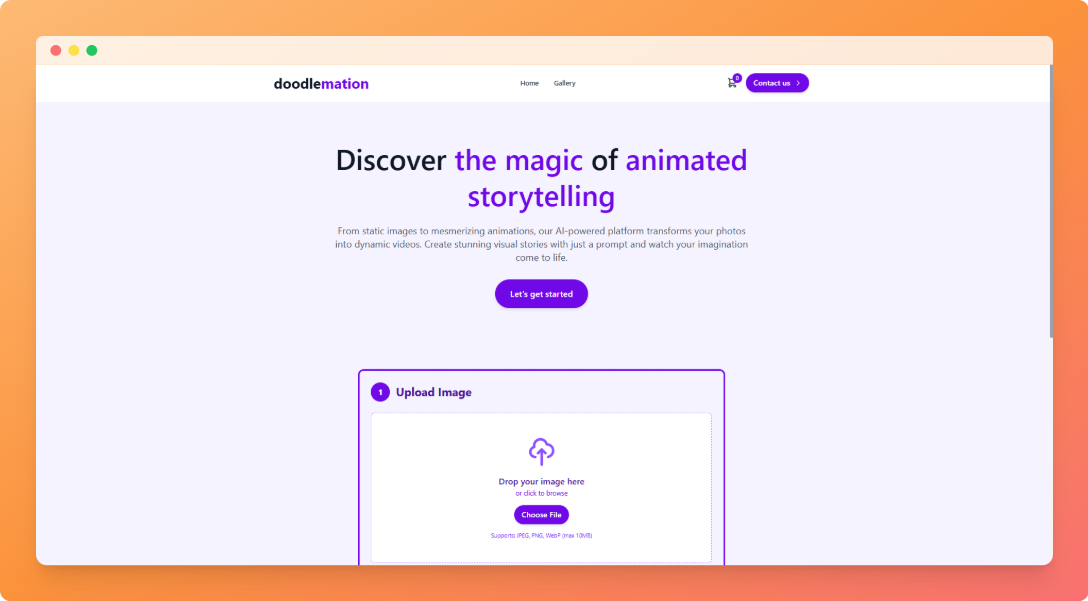 doodlemation
Home
Gallery
0
Contact us
Discover the magic of animated
storytelling
From static images to mesmerizing animations, our AI-powered platform transforms your photos
into dynamic videos. Create stunning visual stories with just a prompt and watch your imagination
come to life.
Let's get started
1 Upload Image
Drop your image here
or click to browse
Choose File
Supports JPEG, PNG, WebP (max 10MB)